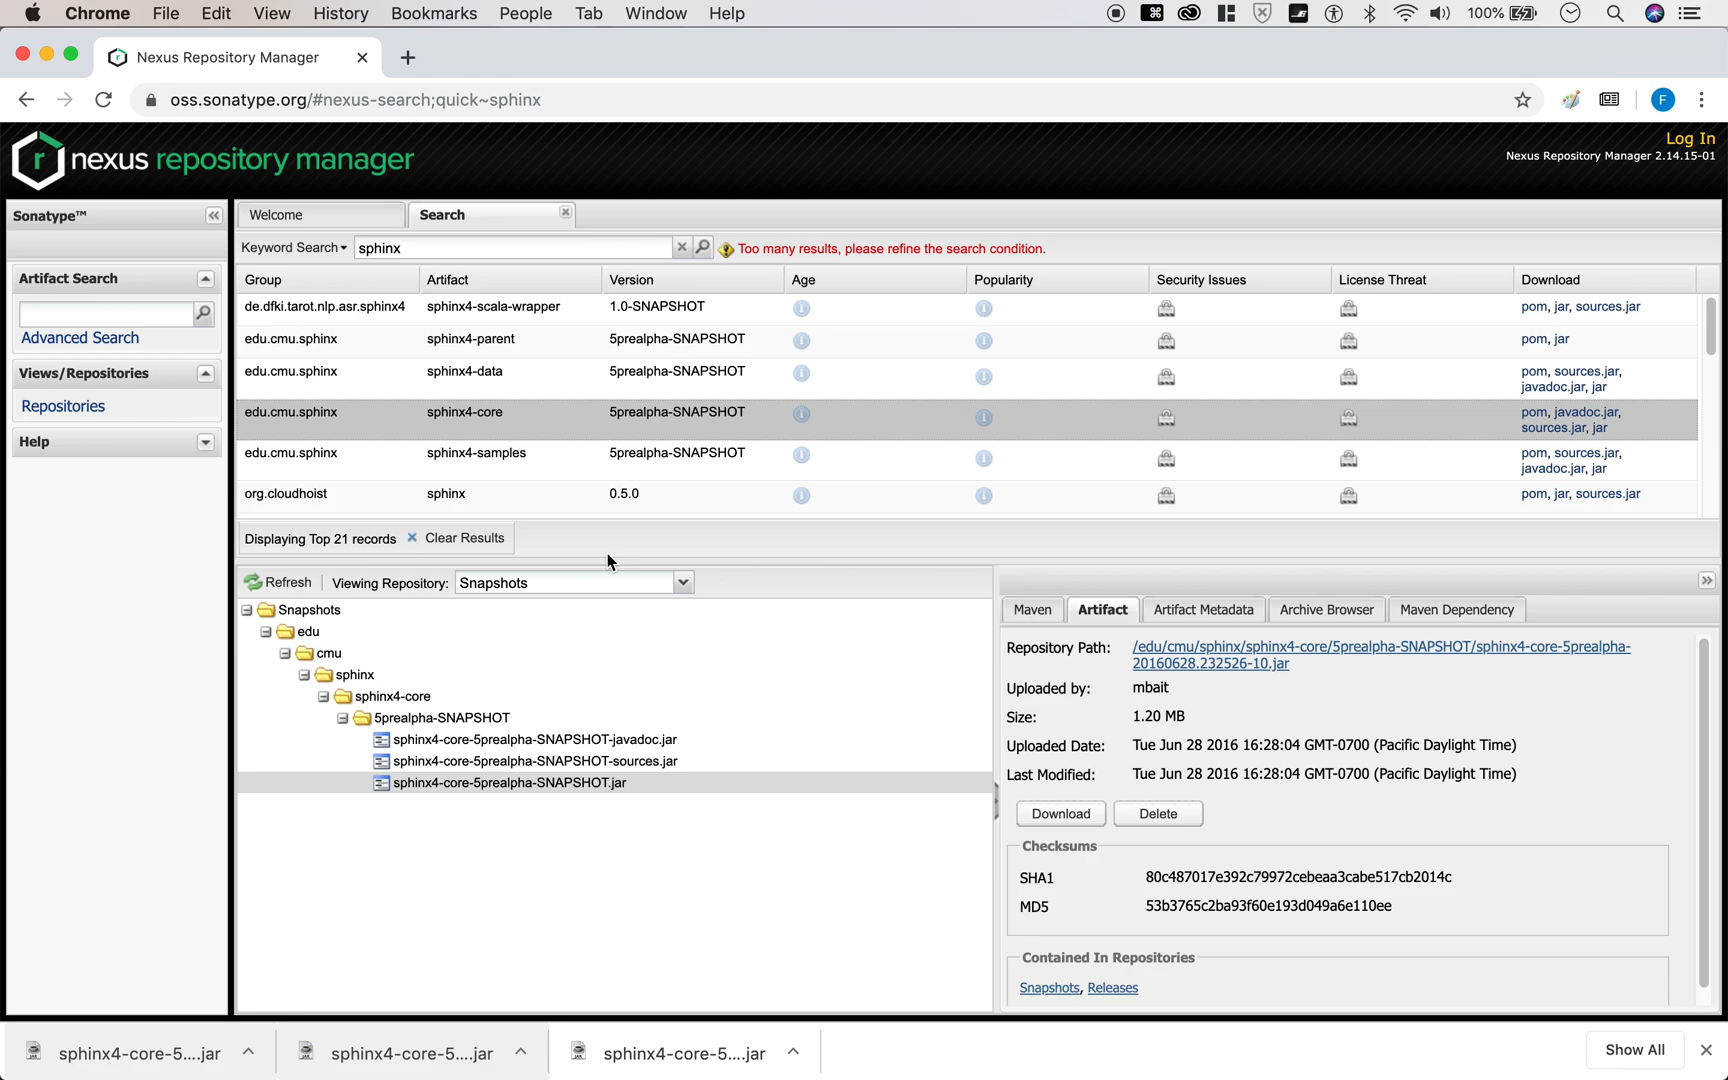 Chrome File Edit View History Bookmarks People Tab Window Help 100%
Nexus Repository Manager
oss.sonatype.org/#nexus-search;quick~sphinx F
nexus repository manager
Log In
Nexus Repository Manager 2.14.15-01
Sonatype™
Artifact Search
Advanced Search
Views/Repositories
Repositories
Help
Welcome Search
Keyword Search sphinx Too many results, please refine the search condition.
Group Artifact Version Age Popularity Security Issues License Threat Download
de.dfki.tarot.nlp.asr.sphinx4 sphinx4-scala-wrapper 1.0-SNAPSHOT pom, jar, sources.jar
edu.cmu.sphinx sphinx4-parent 5prealpha-SNAPSHOT pom, jar
edu.cmu.sphinx sphinx4-data 5prealpha-SNAPSHOT pom, sources.jar,
javadoc.jar, jar
edu.cmu.sphinx sphinx4-core 5prealpha-SNAPSHOT pom, javadoc.jar,
sources.jar, jar
edu.cmu.sphinx sphinx4-samples 5prealpha-SNAPSHOT pom, sources.jar,
javadoc.jar, jar
org.cloudhoist sphinx 0.5.0 pom, jar, sources.jar
Displaying Top 21 records Clear Results
Refresh Viewing Repository: Snapshots
Snapshots
edu
cmu
sphinx
sphinx4-core
5prealpha-SNAPSHOT
sphinx4-core-5prealpha-SNAPSHOT-javadoc.jar
sphinx4-core-5prealpha-SNAPSHOT-sources.jar
sphinx4-core-5prealpha-SNAPSHOT.jar
Maven Artifact Artifact Metadata Archive Browser Maven Dependency
Repository Path: /edu/cmu/sphinx/sphinx4-core/5prealpha-SNAPSHOT/sphinx4-core-5prealpha-
20160628.232526-10.jar
Uploaded by: mbait
Size: 1.20 MB
Uploaded Date: Tue Jun 28 2016 16:28:04 GMT-0700 (Pacific Daylight Time)
Last Modified: Tue Jun 28 2016 16:28:04 GMT-0700 (Pacific Daylight Time)
Download Delete
Checksums
SHA1 80c487017e392c79972cebeaa3cabe517cb2014c
MD5 53b3765c2ba93f60e193d049a6e110ee
Contained In Repositories
Snapshots, Releases
sphinx4-core-5....jar sphinx4-core-5....jar sphinx4-core-5....jar Show All